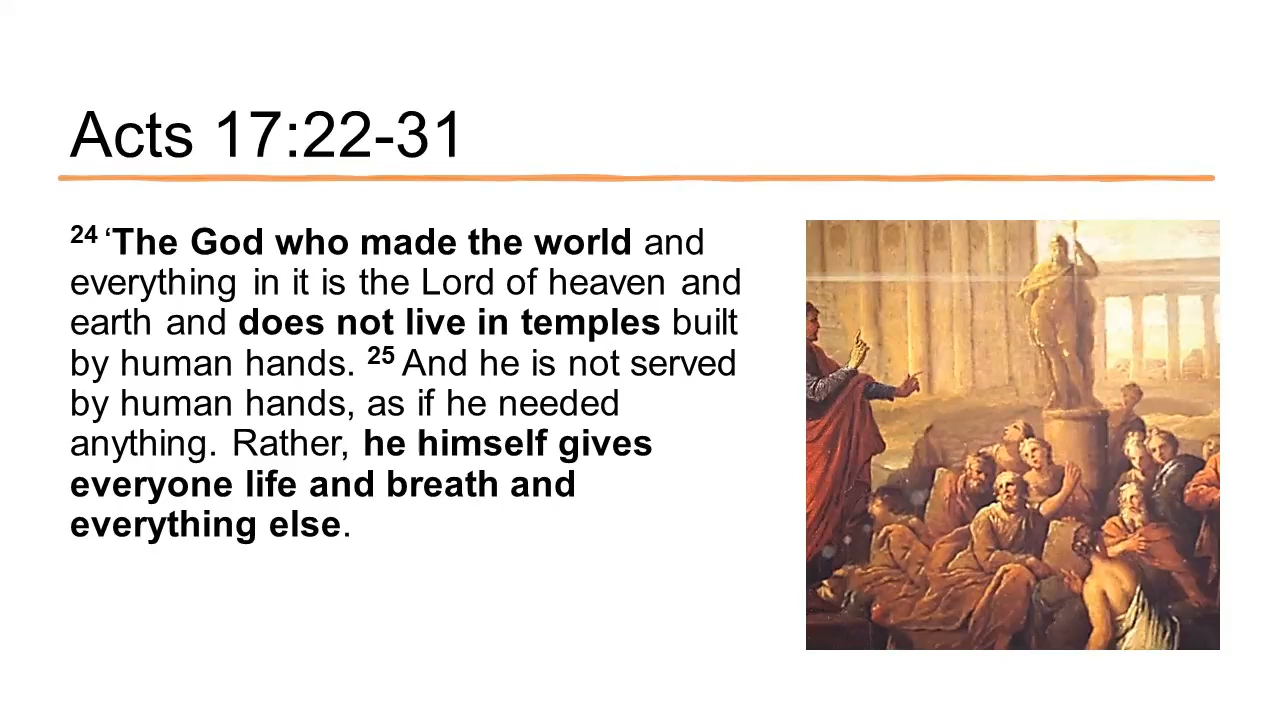 Acts 17:22-31
24 ‘The God who made the world and
everything in it is the Lord of heaven and
earth and does not live in temples built
by human hands. 25 And he is not served
by human hands, as if he needed
anything. Rather, he himself gives
everyone life and breath and
everything else.